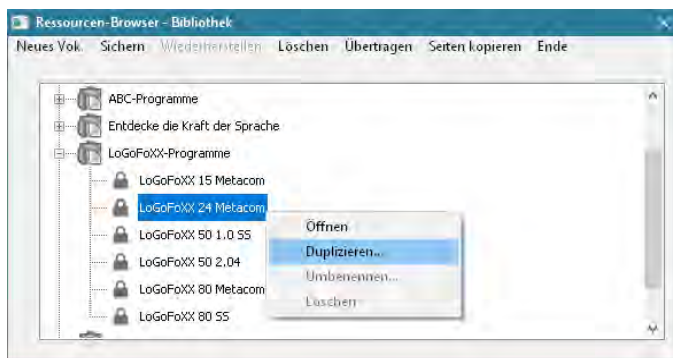 Ressourcen-Browser - Bibliothek
Neues Vok. Sichern Wiederherstellen Löschen Übertragen Seiten kopieren Ende
ABC-Programme
Entdecke die Kraft der Sprache
LoGoFoXX-Programme
LoGoFoXX 15 Metacom
LoGoFoXX 24 Metacom
LoGoFoXX 50 1.0 SS
LoGoFoXX 50 2.04
LoGoFoXX 80 Metacom
LoGoFoXX 80 SS
Öffnen
Duplizieren...
Umbenennen...
Löschen